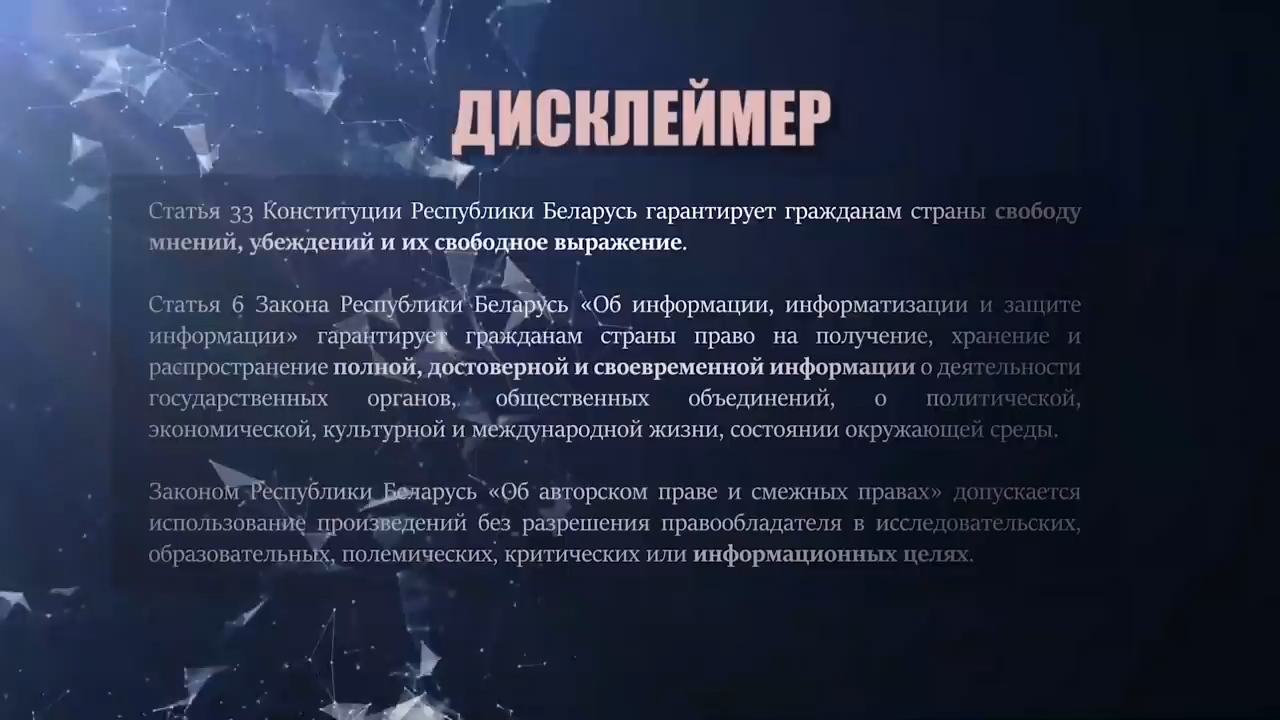 ДИСКЛЕЙМЕР
Статья 33 Конституции Республики Беларусь гарантирует гражданам страны свободу
мнений, убеждений и их свободное выражение.
Статья 6 Закона Республики Беларусь «Об информации, информатизации и защите
информации» гарантирует гражданам страны право на получение, хранение и
распространение полной, достоверной и своевременной информации о деятельности
государственных органов, общественных объединений, о политической,
экономической, культурной и международной жизни, состоянии окружающей среды.
Законом Республики Беларусь «Об авторском праве и смежных правах» допускается
использование произведений без разрешения правообладателя в исследовательских,
образовательных, полемических, критических или информационных целях.